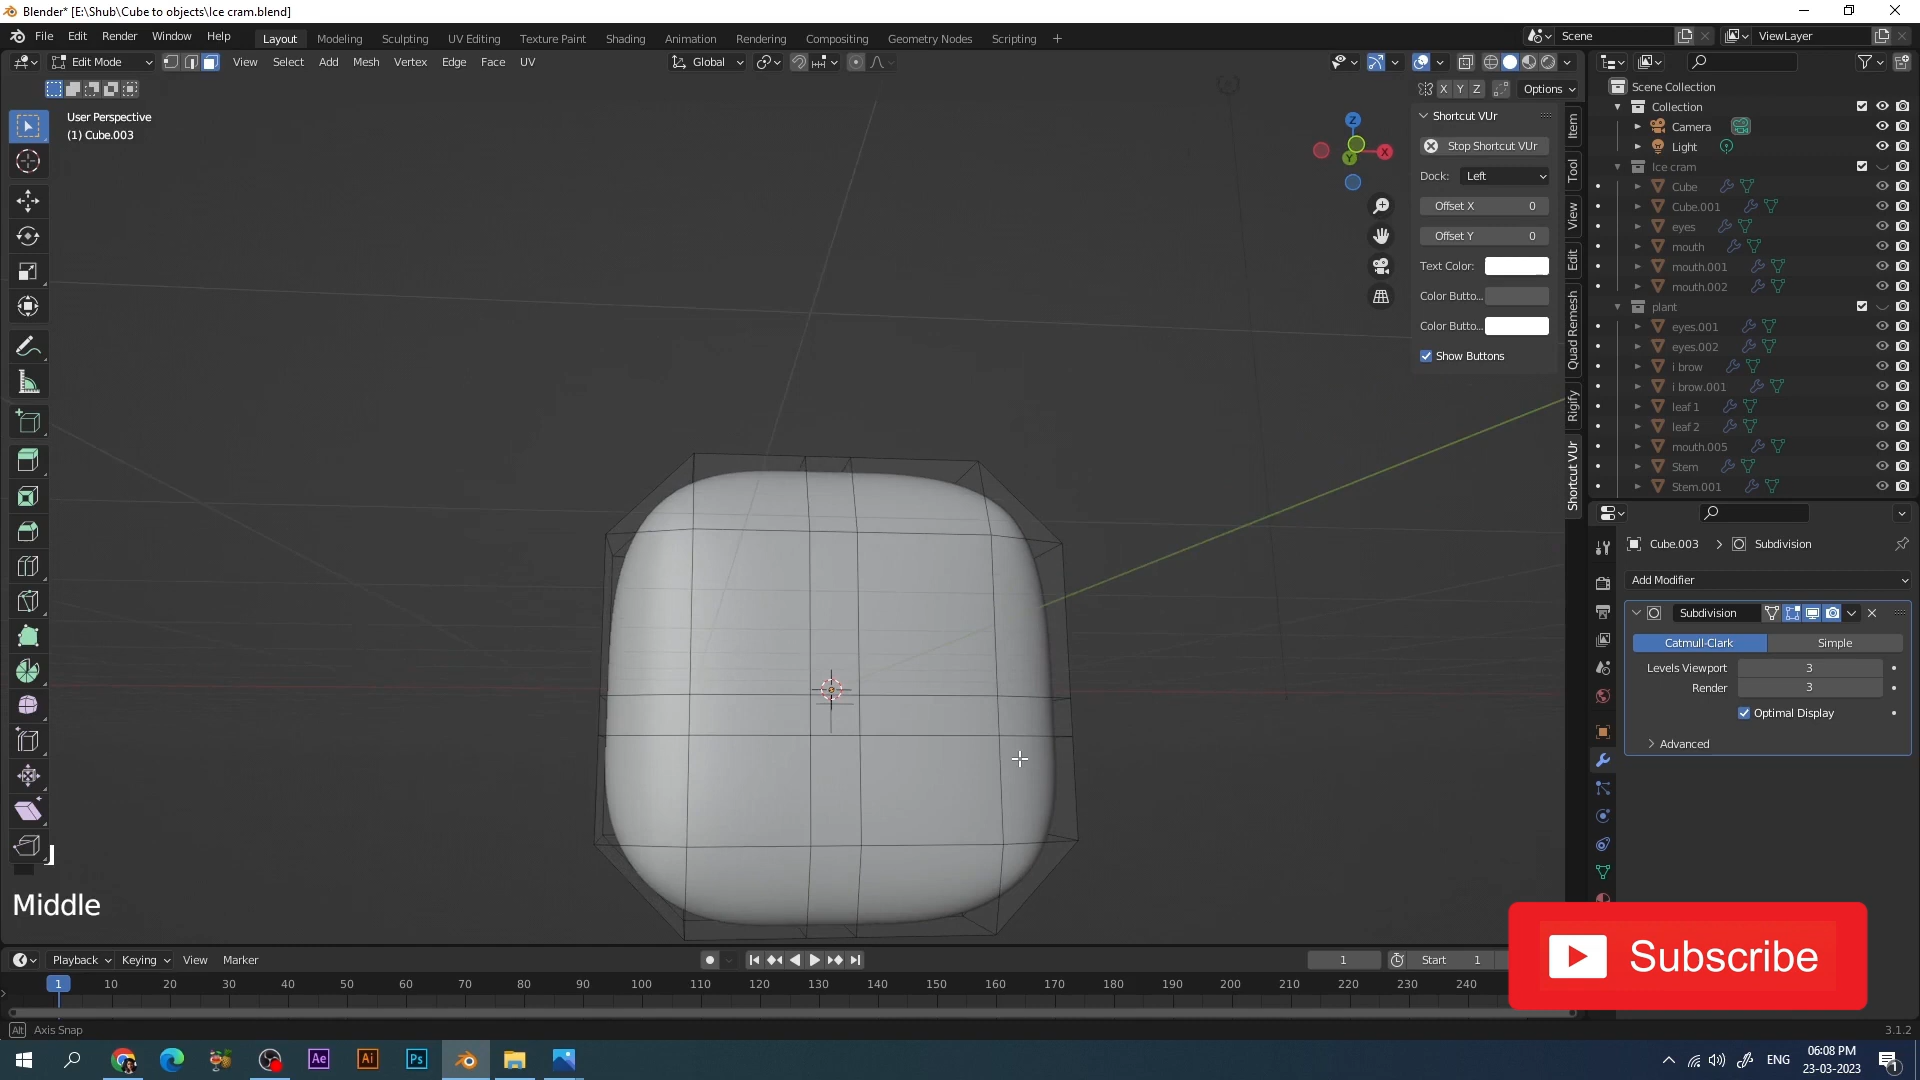 Blender* [E:\Shub\Cube to objects\Ice cram.blend]
File Edit Render Window Help Layout Modeling Sculpting UV Editing Texture Paint Shading Animation Rendering Compositing Geometry Nodes Scripting + Scene ViewLayer
Edit Mode View Select Add Mesh Vertex Edge Face UV Global
X Y Z Options
User Perspective
(1) Cube.003
Z
X
Y
Shortcut VUr
Stop Shortcut VUr
Dock: Left
Offset X 0
Offset Y 0
Text Color:
Color Butto...
Color Butto...
Show Buttons
Item
Tool
View
Edit
Quad Remesh
Rigify
Shortcut VUr
Scene Collection
Collection
Camera
Light
Ice cram
Cube
Cube.001
eyes
mouth
mouth.001
mouth.002
plant
eyes.001
eyes.002
i brow
i brow.001
leaf 1
leaf 2
mouth.005
Stem
Stem.001
Cube.003 > Subdivision
Add Modifier
Subdivision
Catmull-Clark Simple
Levels Viewport 3
Render 3
Optimal Display
Advanced
Middle
Subscribe
Playback Keying View Marker 1 Start 1
1 10 20 30 40 50 60 70 80 90 100 110 120 130 140 150 160 170 180 190 200 210 220 230 240
Alt Axis Snap 3.1.2
Ae Ai Ps ENG 06:08 PM
23-03-2023
1